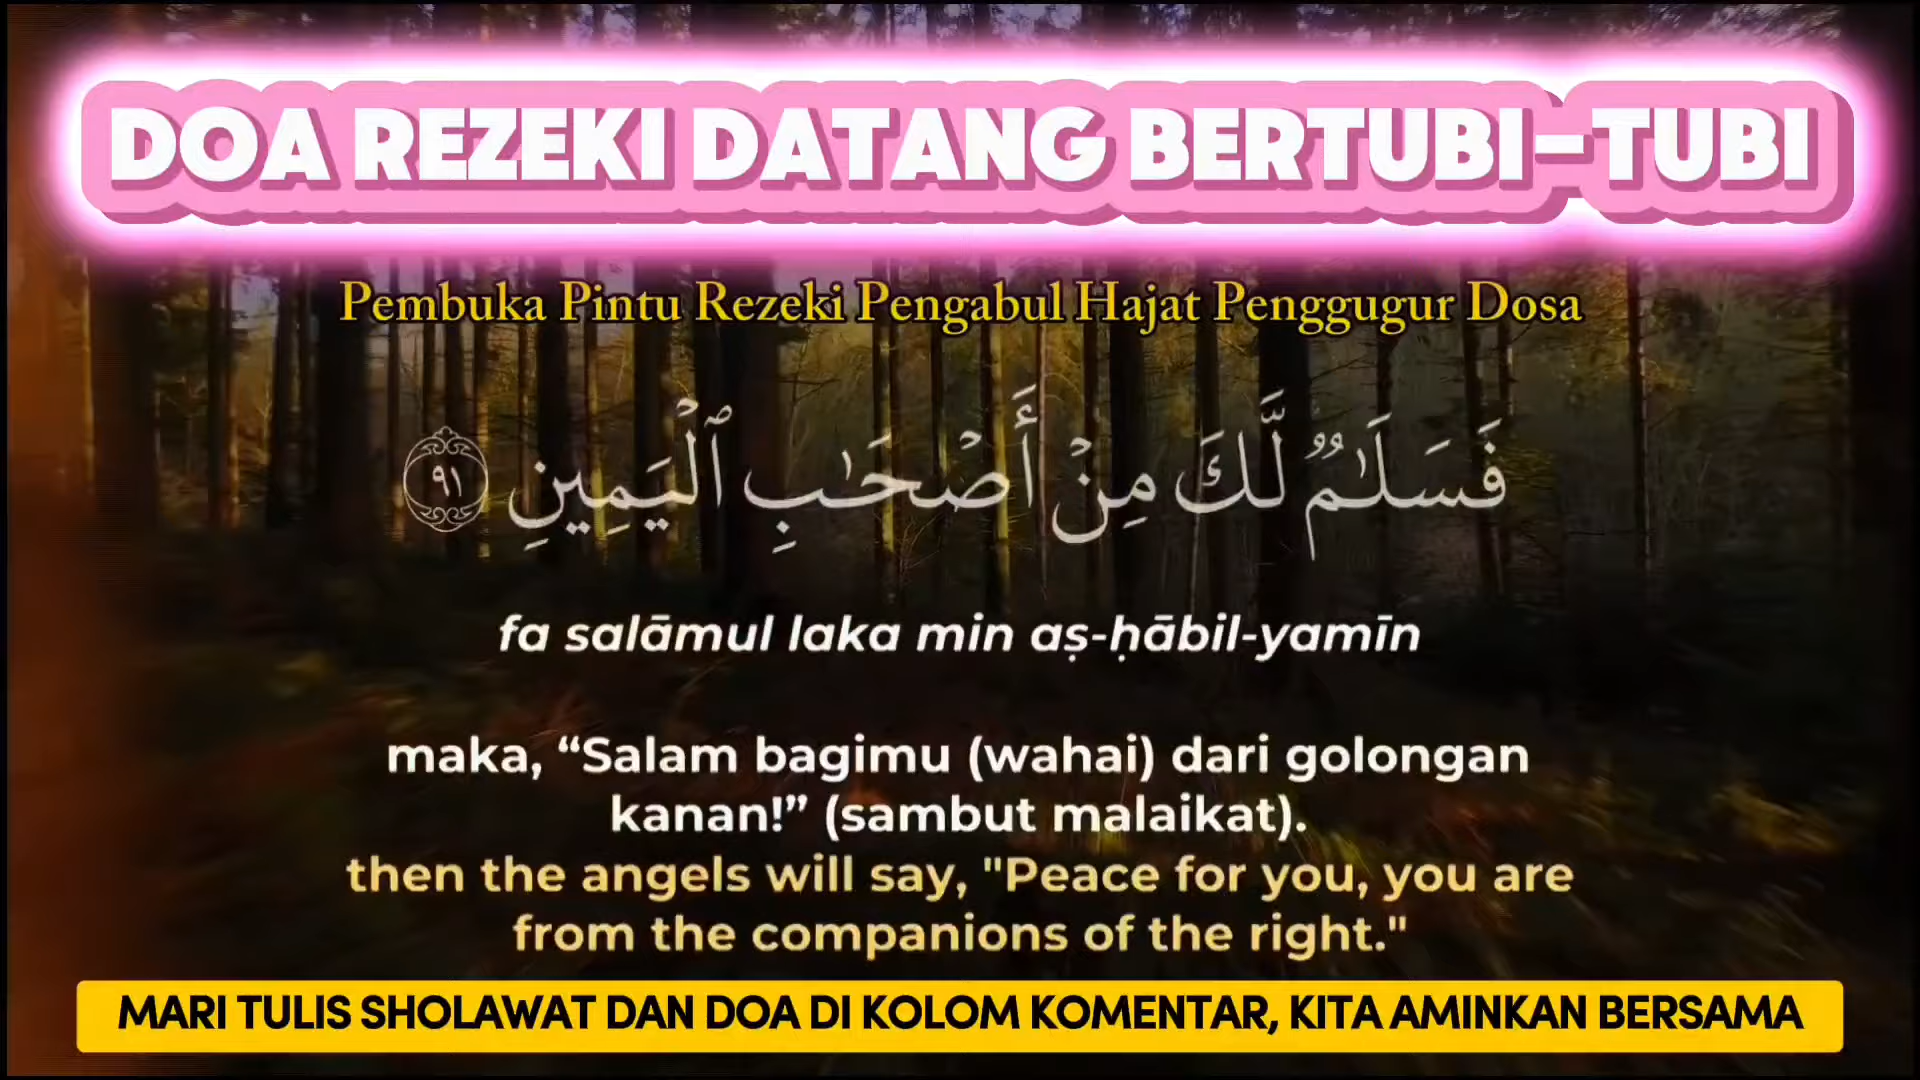 DOA REZEKI DATANG BERTUBI-TUBI
Pembuka Pintu Rezeki Pengabul Hajat Penggugur Dosa
فَسَلَـٰمٌۭ لَّكَ مِنْ أَصْحَـٰبِ ٱلْيَمِينِ ٩١
fa salāmul laka min aṣ-ḥābil-yamīn
maka, “Salam bagimu (wahai) dari golongan
kanan!” (sambut malaikat).
then the angels will say, "Peace for you, you are
from the companions of the right."
MARI TULIS SHOLAWAT DAN DOA DI KOLOM KOMENTAR, KITA AMINKAN BERSAMA